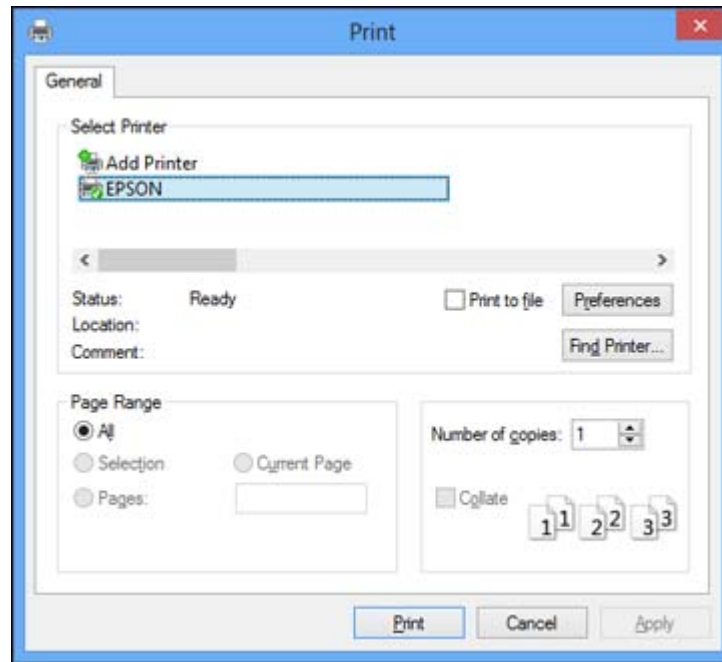 Print
General
Select Printer
Add Printer
EPSON
Status: Ready
Location:
Comment:
Print to file
Preferences
Find Printer...
Page Range
All
Selection
Current Page
Pages:
Number of copies: 1
Collate
1 1 2 2 3 3
Print
Cancel
Apply